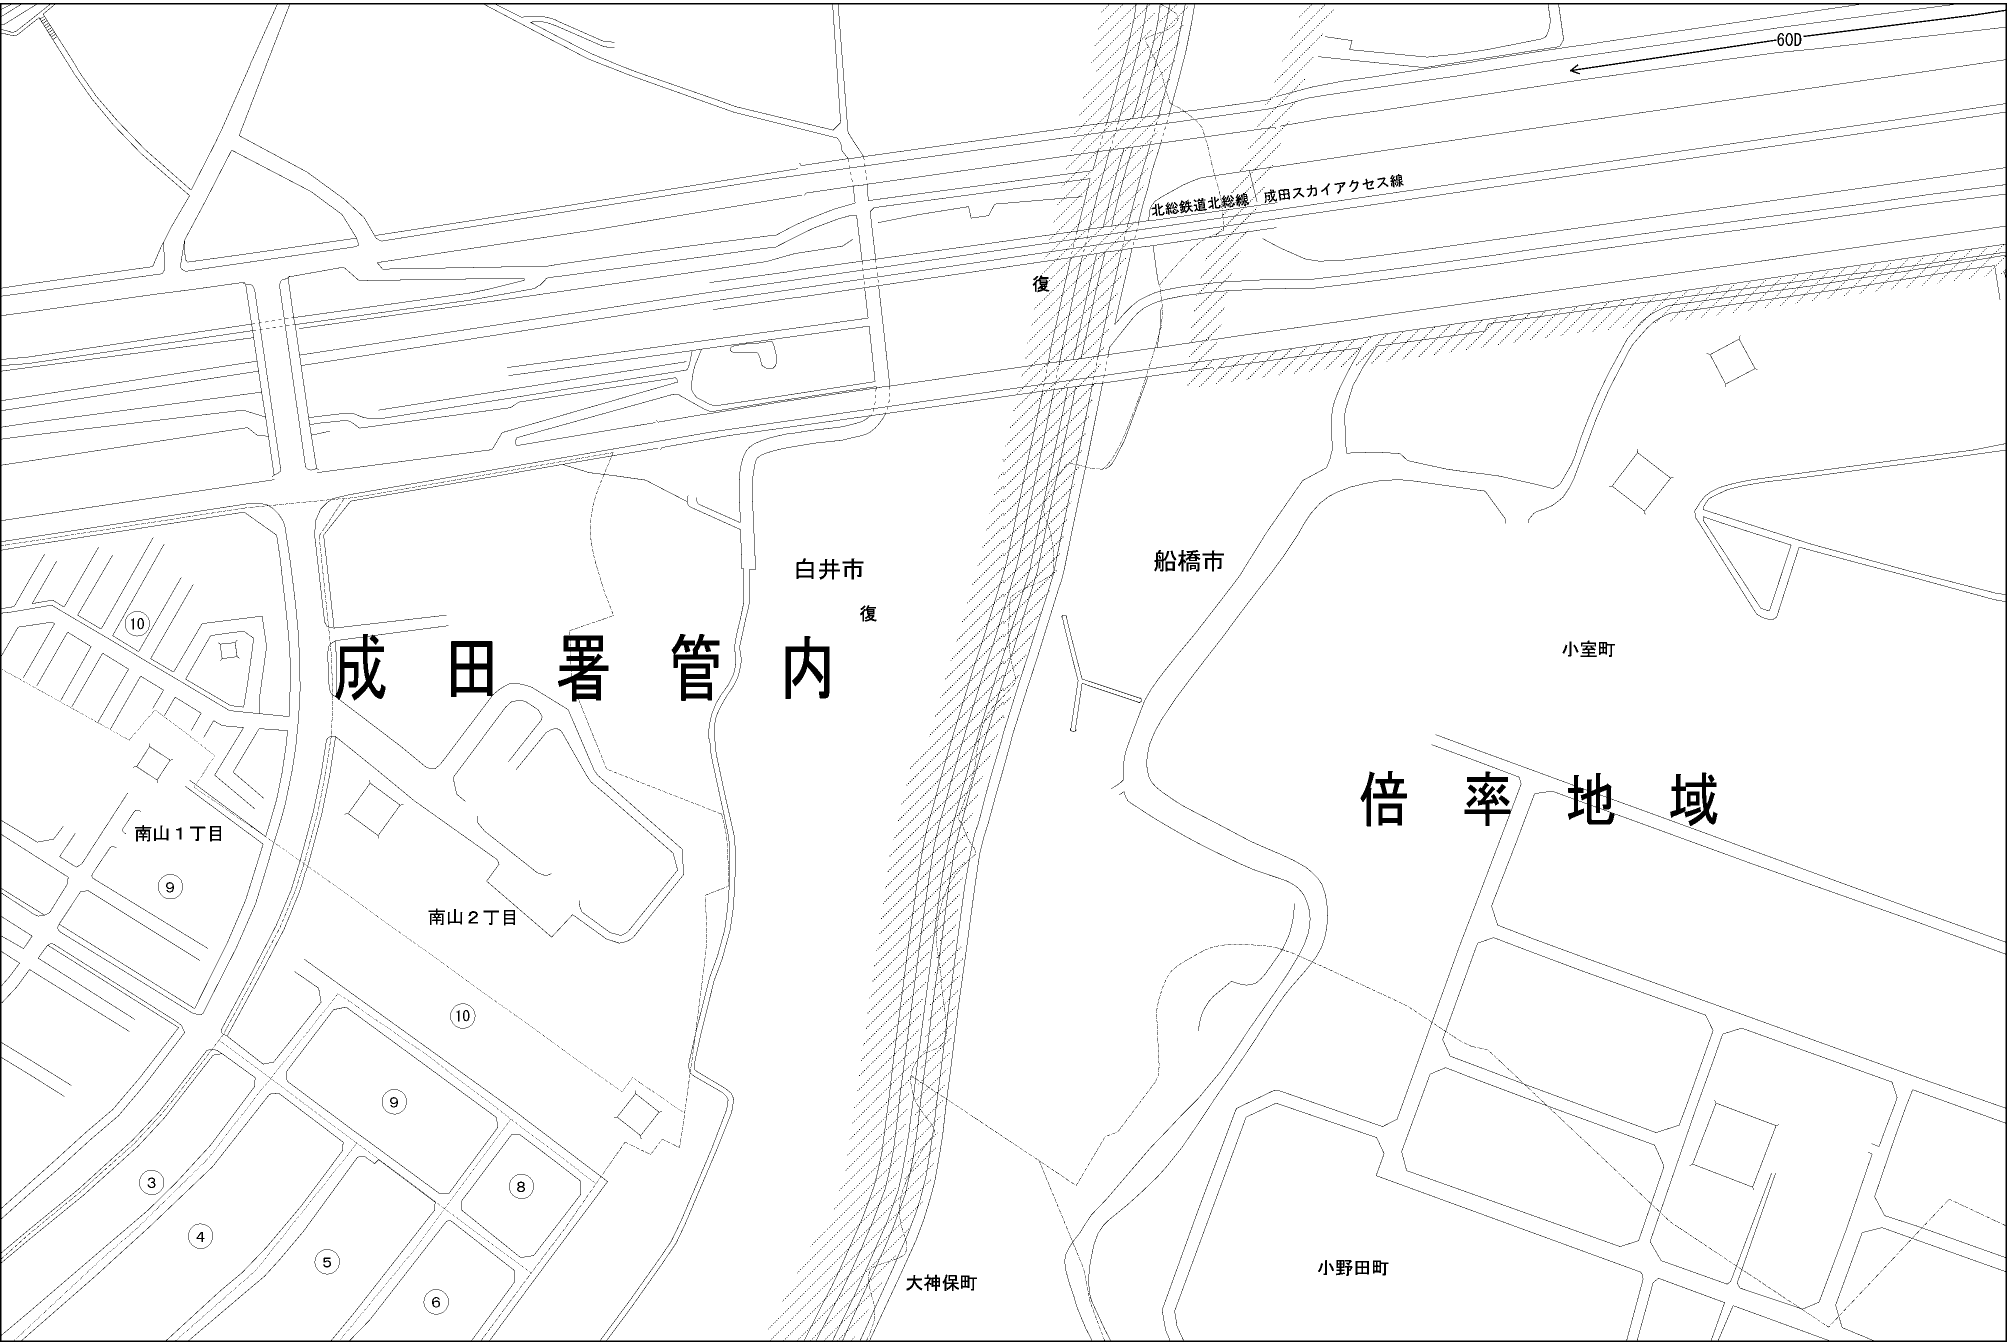 60D
北総鉄道北総線 成田スカイアクセス線
復
白井市
船橋市
復
⑩
成田署管内
小室町
倍率地域
南山１丁目
⑨
南山２丁目
⑩
⑨
③
⑧
④
⑤
⑥
大神保町
小野田町